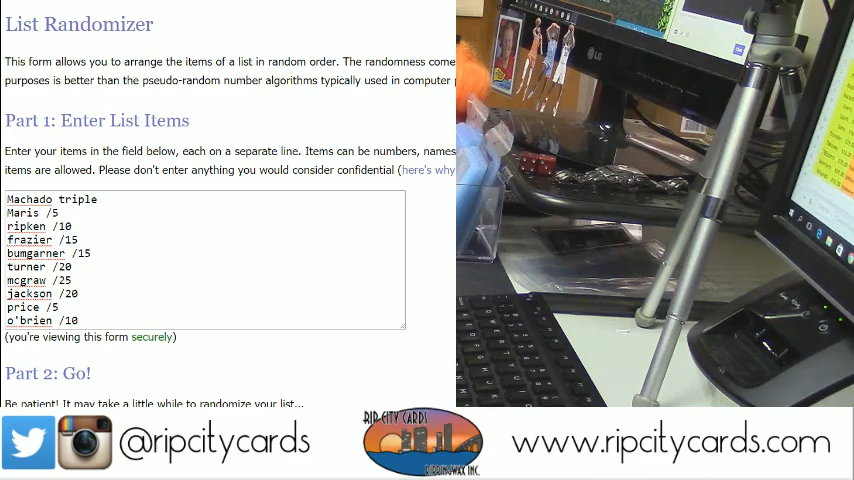 List Randomizer
This form allows you to arrange the items of a list in random order. The randomness come
purposes is better than the pseudo-random number algorithms typically used in computer
Part 1: Enter List Items
Enter your items in the field below, each on a separate line. Items can be numbers, names
items are allowed. Please don't enter anything you would consider confidential (here's why
Machado triple
Maris /5
ripken /10
frazier /15
bumgarner /15
turner /20
mcgraw /25
jackson /20
price /5
o'brien /10
(you're viewing this form securely)
Part 2: Go!
Be patient! It may take a little while to randomize your list...
LG
@ripcitycards
RIP CITY CARDS
RIPPINGWAX INC.
www.ripcitycards.com